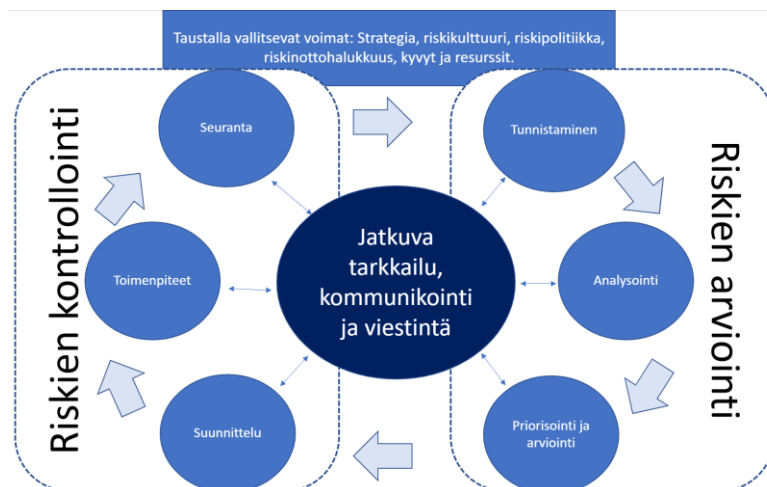 Taustalla vallitsevat voimat: Strategia, riskikulttuuri, riskipolitiikka,
riskinottohalukkuus, kyvyt ja resurssit.
Riskien kontrollointi
Seuranta
Tunnistaminen
Riskien arviointi
Jatkuva
tarkkailu,
kommunikointi
ja viestintä
Toimenpiteet
Analysointi
Suunnittelu
Priorisointi ja
arviointi